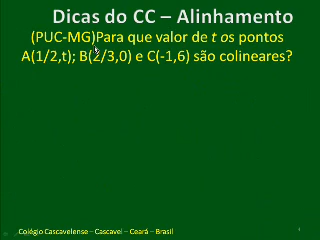 Dicas do CC – Alinhamento
(PUC-MG)Para que valor de t os pontos
A(1/2,t); B(2/3,0) e C(-1,6) são colineares?
Colégio Cascavelense – Cascavel – Ceará – Brasil